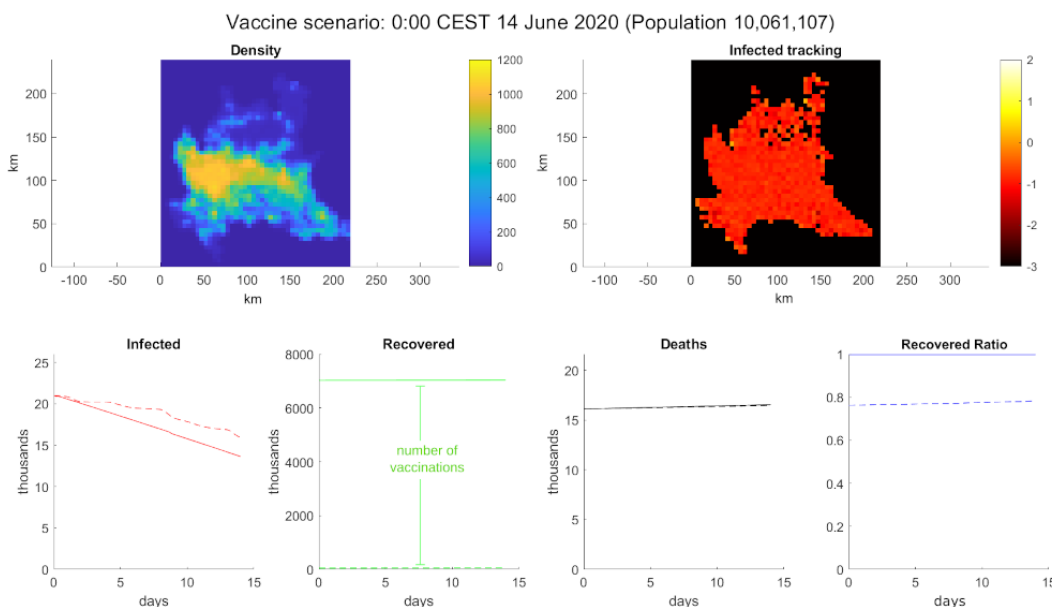 Vaccine scenario: 0:00 CEST 14 June 2020 (Population 10,061,107)
Density
km
200
150
100
50
0
-100 -50 0 50 100 150 200 250 300
km
1200
1000
800
600
400
200
0
Infected tracking
km
200
150
100
50
0
-100 -50 0 50 100 150 200 250 300
km
2
1
0
-1
-2
-3
Infected
thousands
25
20
15
10
5
0
0 5 10 15
days
Recovered
thousands
8000
6000
4000
2000
0
number of
vaccinations
0 5 10 15
days
Deaths
thousands
20
15
10
5
0
0 5 10 15
days
Recovered Ratio
1
0.8
0.6
0.4
0.2
0
0 5 10 15
days